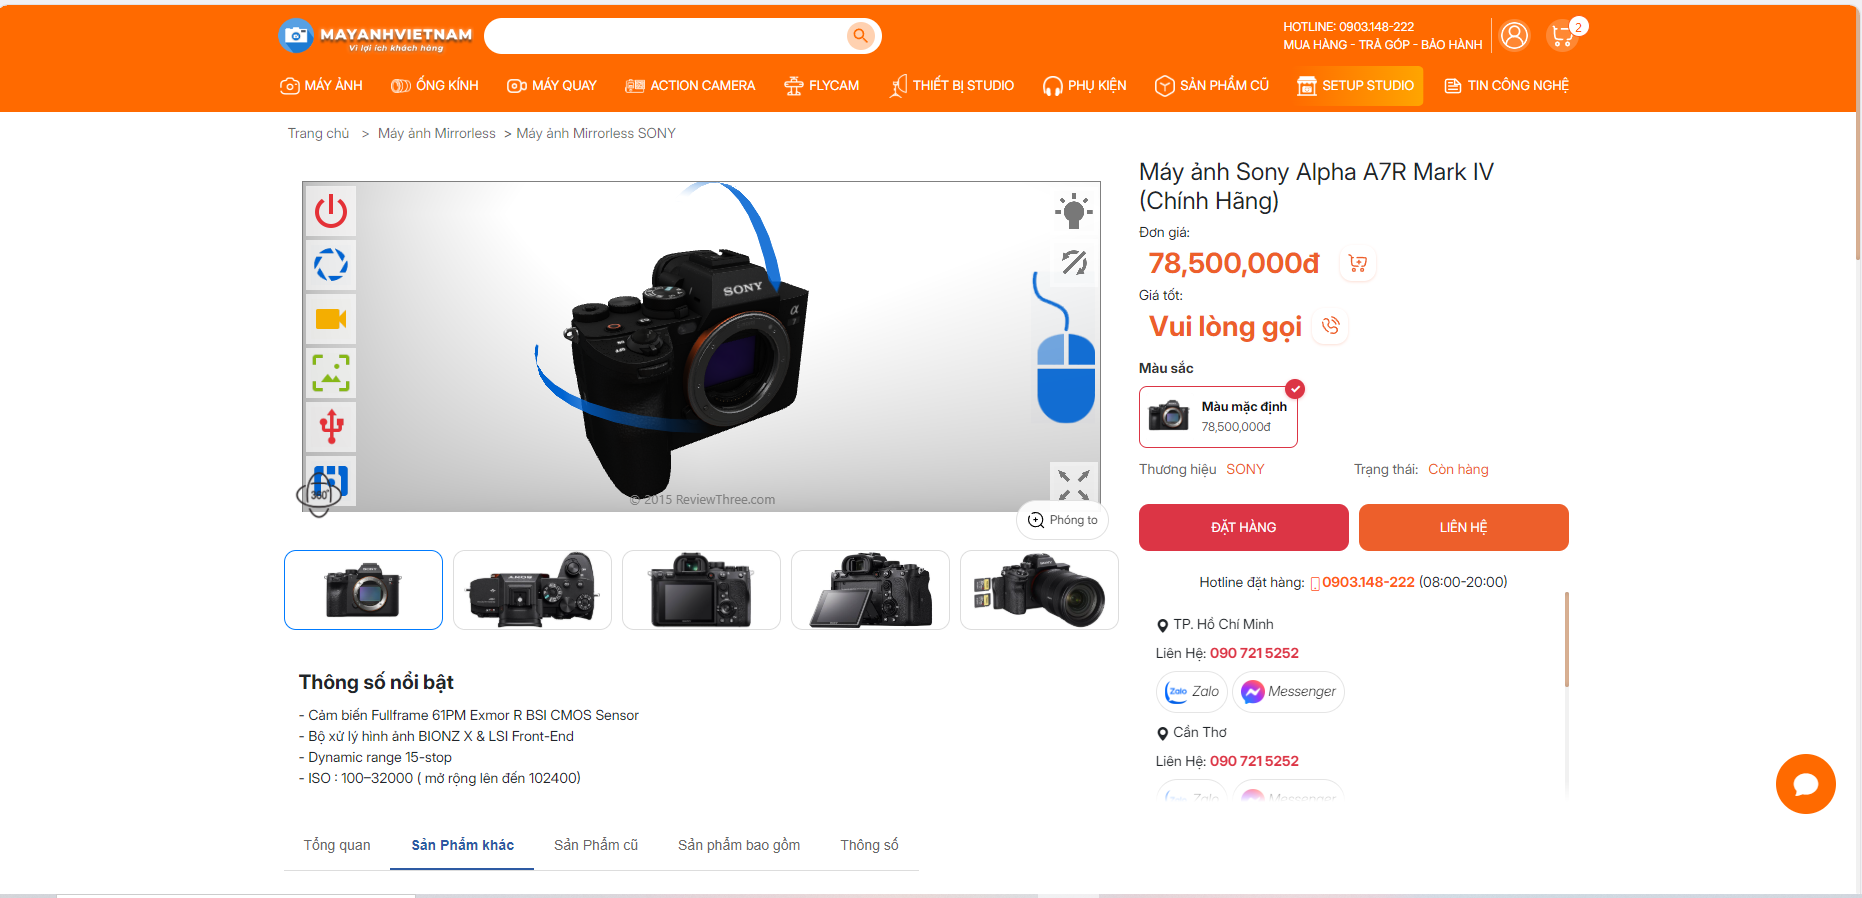 MAYANHVIETNAM
Vì lợi ích khách hàng
HOTLINE: 0903.148-222
MUA HÀNG - TRẢ GÓP - BẢO HÀNH
2
MÁY ẢNH
ỐNG KÍNH
MÁY QUAY
ACTION CAMERA
FLYCAM
THIẾT BỊ STUDIO
PHỤ KIỆN
SẢN PHẨM CŨ
SETUP STUDIO
TIN CÔNG NGHỆ
Trang chủ > Máy ảnh Mirrorless > Máy ảnh Mirrorless SONY
SONY
α
7
360°
© 2015 ReviewThree.com
Phóng to
Máy ảnh Sony Alpha A7R Mark IV
(Chính Hãng)
Đơn giá:
78,500,000đ
Giá tốt:
Vui lòng gọi
Màu sắc
Màu mặc định
78,500,000đ
Thương hiệu SONY
Trạng thái: Còn hàng
ĐẶT HÀNG
LIÊN HỆ
Hotline đặt hàng: 0903.148-222 (08:00-20:00)
TP. Hồ Chí Minh
Liên Hệ: 090 721 5252
Zalo Zalo
Messenger
Cần Thơ
Liên Hệ: 090 721 5252
Zalo
Messenger
SONY
SONY
Thông số nổi bật
- Cảm biến Fullframe 61PM Exmor R BSI CMOS Sensor
- Bộ xử lý hình ảnh BIONZ X & LSI Front-End
- Dynamic range 15-stop
- ISO : 100–32000 ( mở rộng lên đến 102400)
Tổng quan
Sản Phẩm khác
Sản Phẩm cũ
Sản phẩm bao gồm
Thông số